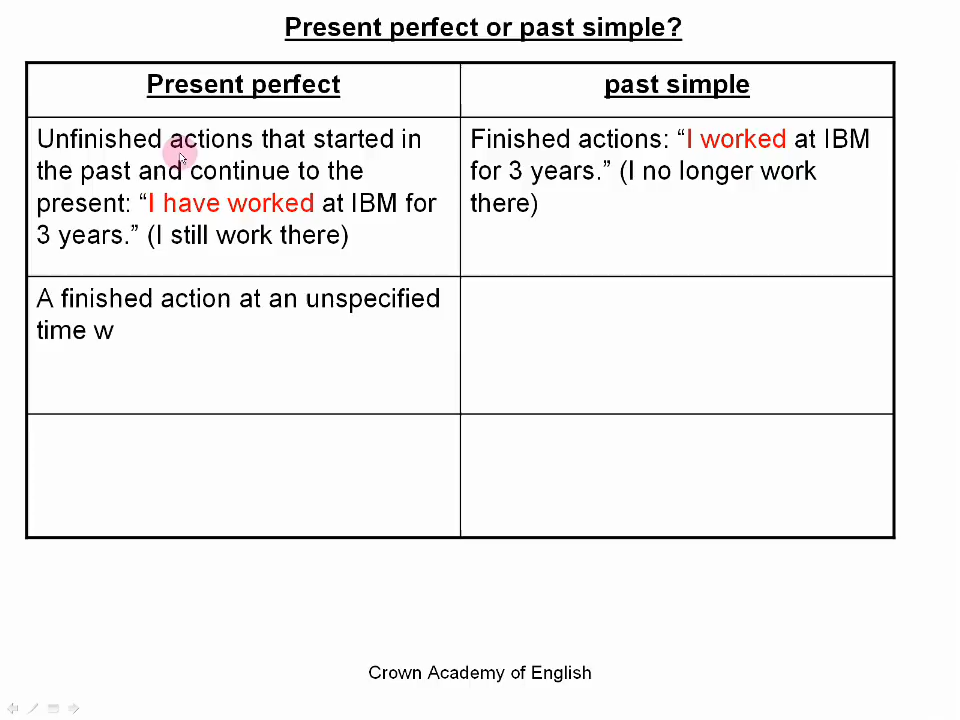 Present perfect or past simple?
Present perfect
past simple
Unfinished actions that started in
the past and continue to the
present: “I have worked at IBM for
3 years.” (I still work there)
Finished actions: “I worked at IBM
for 3 years.” (I no longer work
there)
A finished action at an unspecified
time w
Crown Academy of English